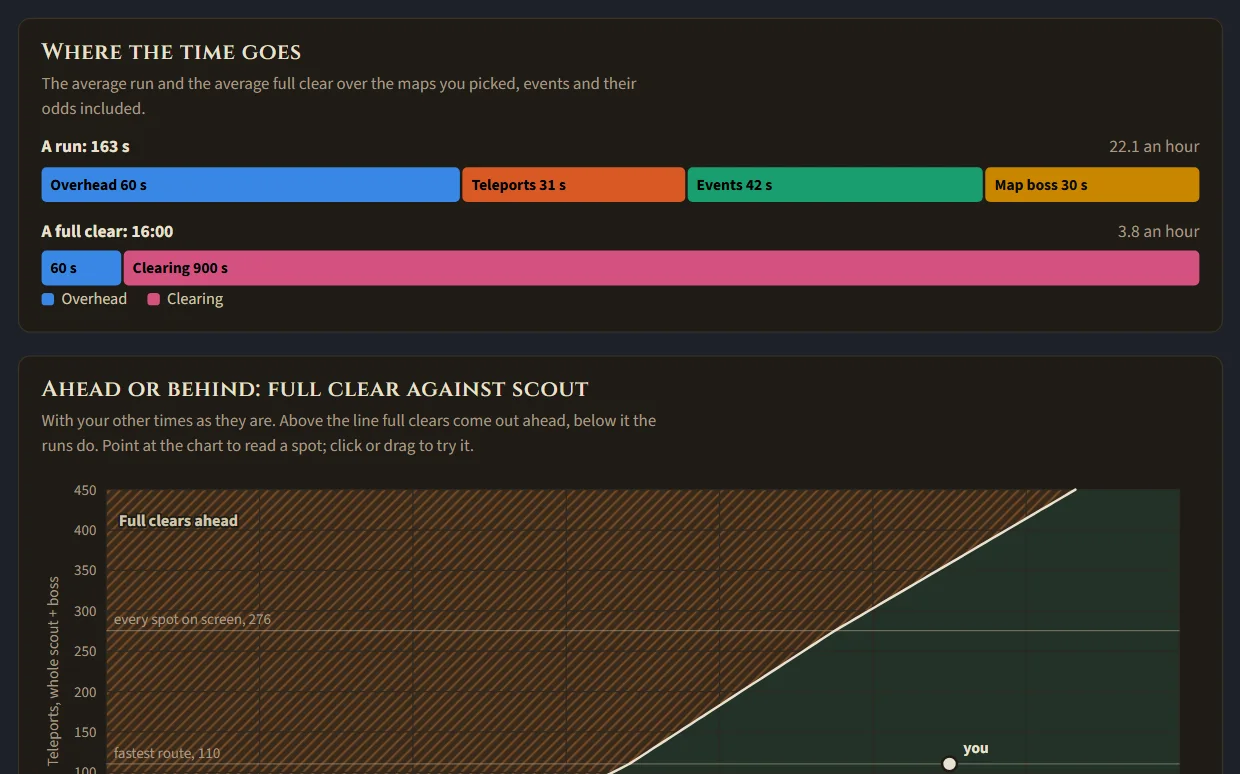 Where the time goes
The average run and the average full clear over the maps you picked, events and their
odds included.
A run: 163 s
22.1 an hour
Overhead 60 s
Teleports 31 s
Events 42 s
Map boss 30 s
A full clear: 16:00
3.8 an hour
60 s
Clearing 900 s
Overhead
Clearing
Ahead or behind: full clear against scout
With your other times as they are. Above the line full clears come out ahead, below it the
runs do. Point at the chart to read a spot; click or drag to try it.
Teleports, whole scout + boss
450
Full clears ahead
400
350
300
every spot on screen, 276
250
200
150
fastest route, 110
you
100